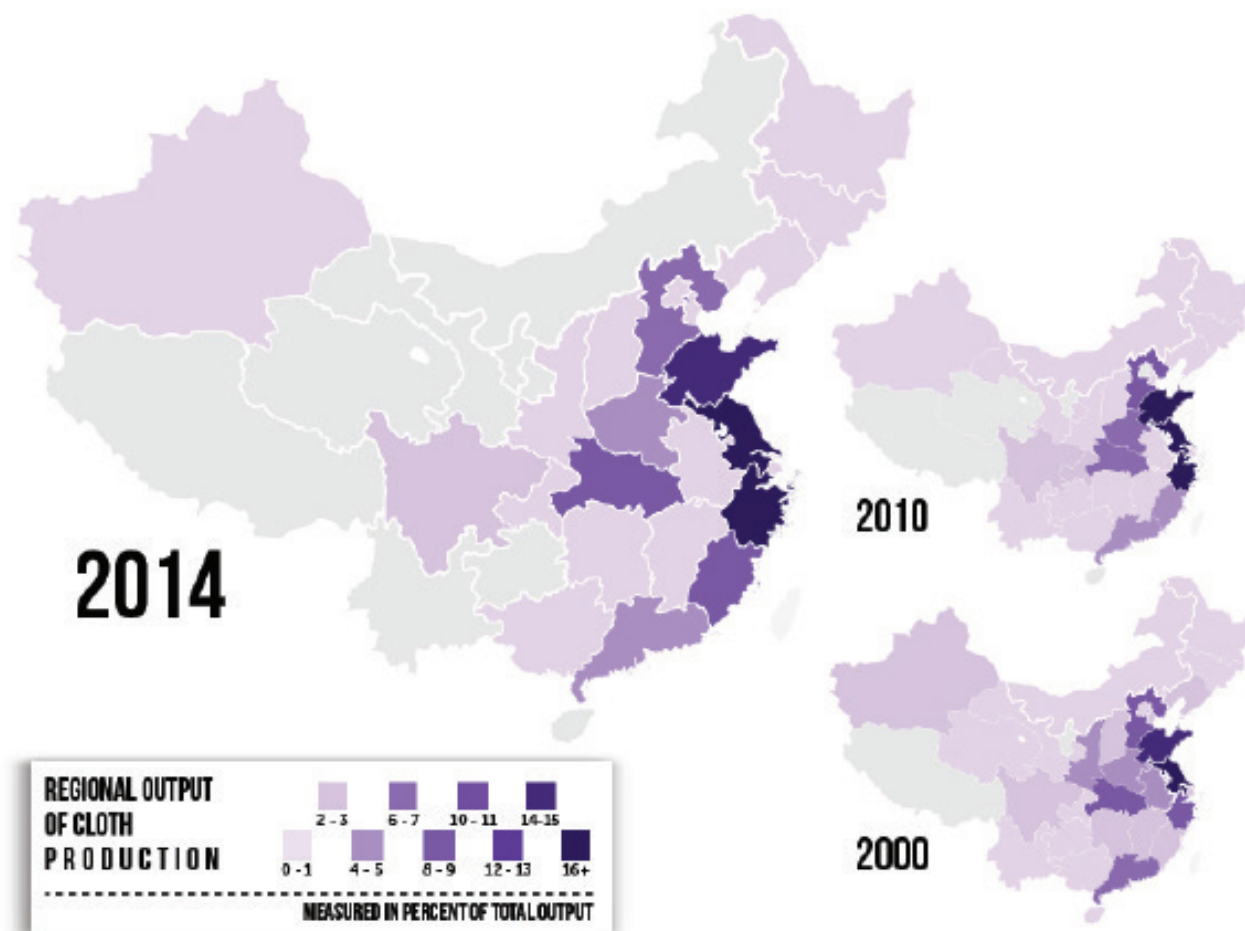 2014
2010
2000
REGIONAL OUTPUT
OF CLOTH
PRODUCTION
2 - 3 6 - 7 10 - 11 14-15
0 - 1 4 - 5 8 - 9 12 - 13 16+
MEASURED IN PERCENT OF TOTAL OUTPUT